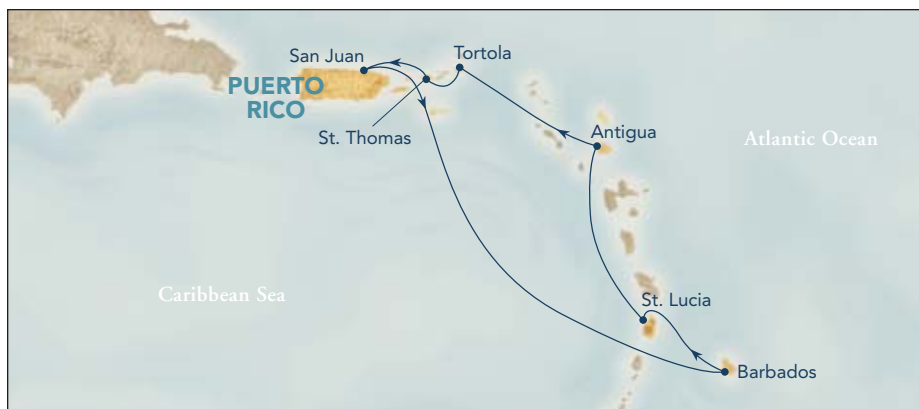 San Juan
Tortola
PUERTO
RICO
St. Thomas
Antigua
Atlantic Ocean
Caribbean Sea
St. Lucia
Barbados